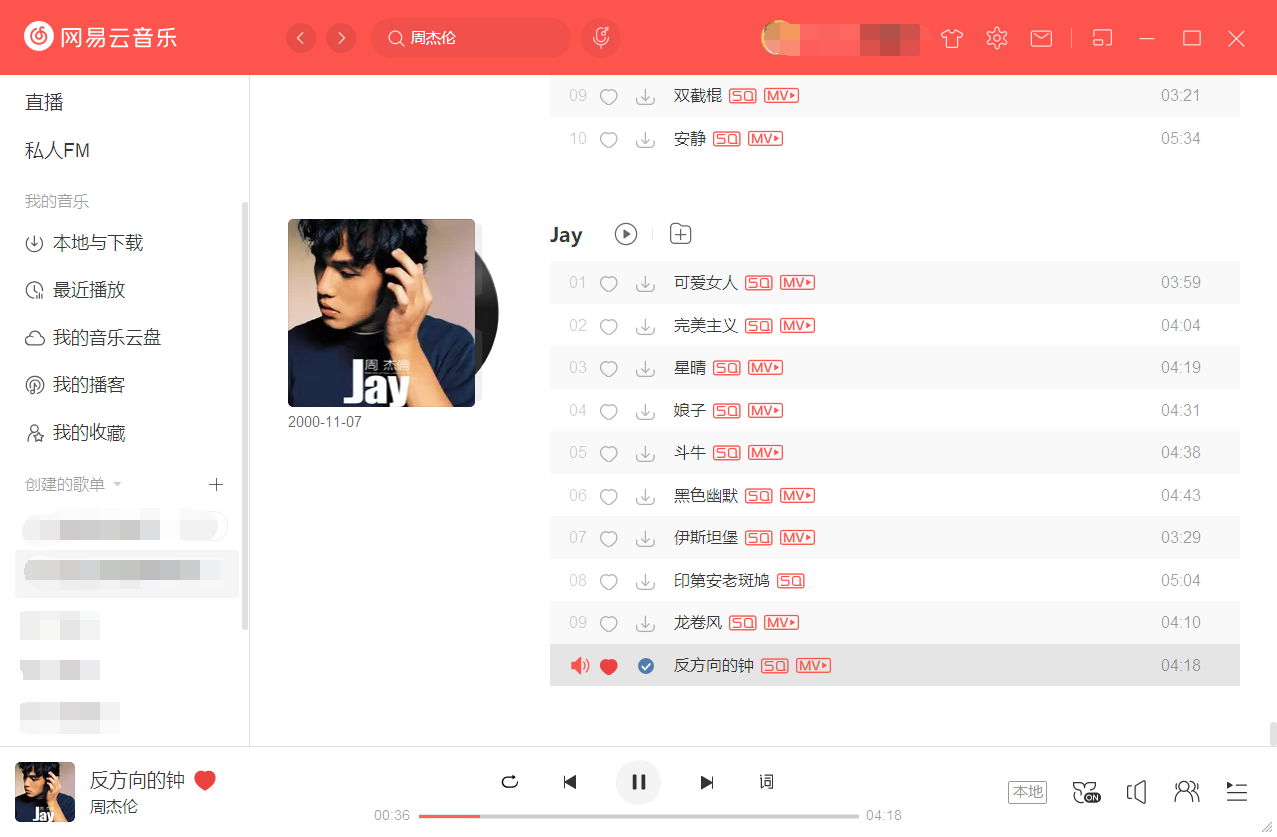 网易云音乐
周杰伦
直播
私人FM
我的音乐
本地与下载
最近播放
我的音乐云盘
我的播客
我的收藏
创建的歌单
09 双截棍 SQ MV 03:21
10 安静 SQ MV 05:34
周杰倫
Jay
2000-11-07
Jay
01 可爱女人 SQ MV 03:59
02 完美主义 SQ MV 04:04
03 星晴 SQ MV 04:19
04 娘子 SQ MV 04:31
05 斗牛 SQ MV 04:38
06 黑色幽默 SQ MV 04:43
07 伊斯坦堡 SQ MV 03:29
08 印第安老斑鸠 SQ 05:04
09 龙卷风 SQ MV 04:10
反方向的钟 SQ MV 04:18
Jay
反方向的钟
周杰伦
词
00:36
04:18
本地
ON